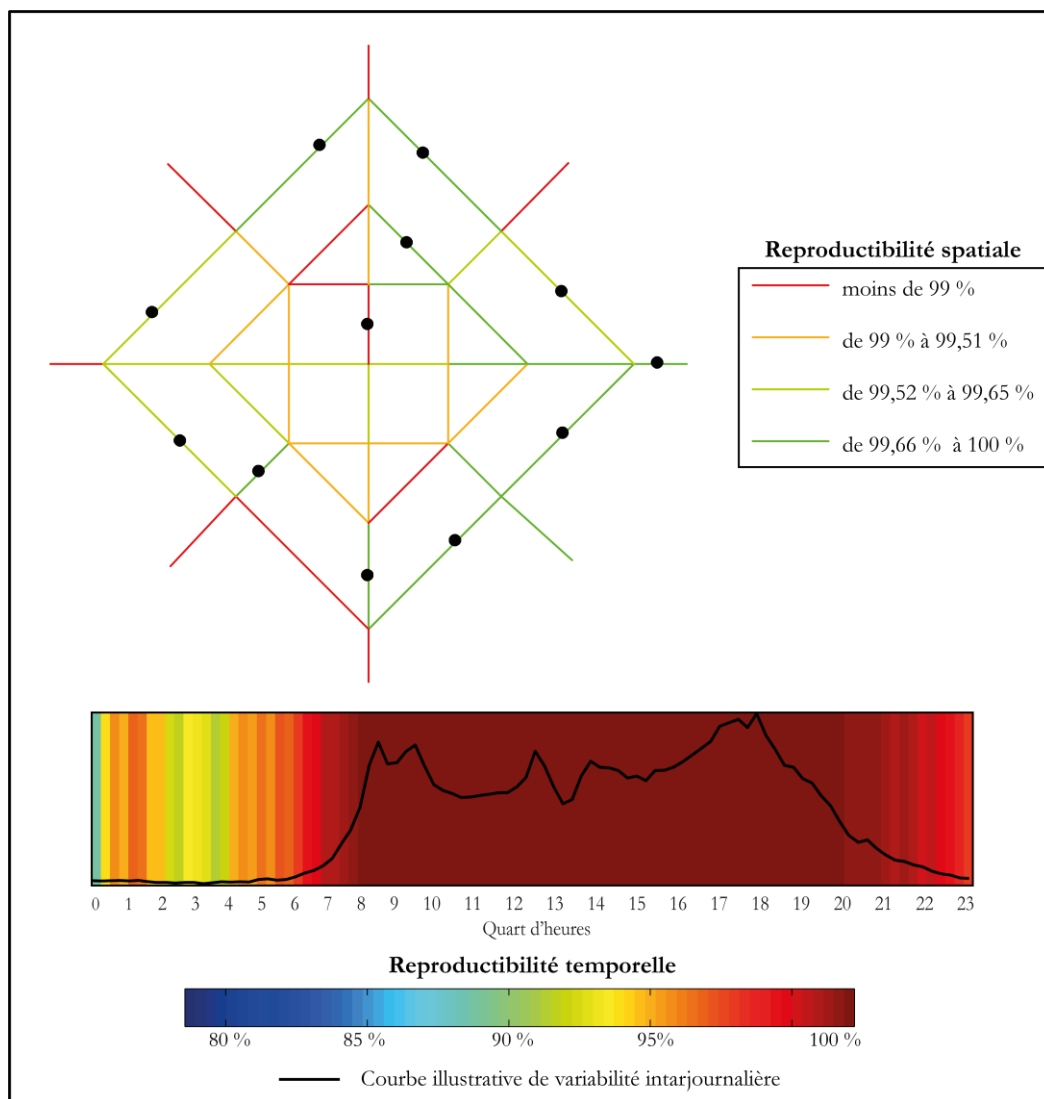 Reproductibilité spatiale
moins de 99 %
de 99 % à 99,51 %
de 99,52 % à 99,65 %
de 99,66 % à 100 %
0 1 2 3 4 5 6 7 8 9 10 11 12 13 14 15 16 17 18 19 20 21 22 23
Quart d'heures
Reproductibilité temporelle
80 % 85 % 90 % 95% 100 %
Courbe illustrative de variabilité intarjournalière